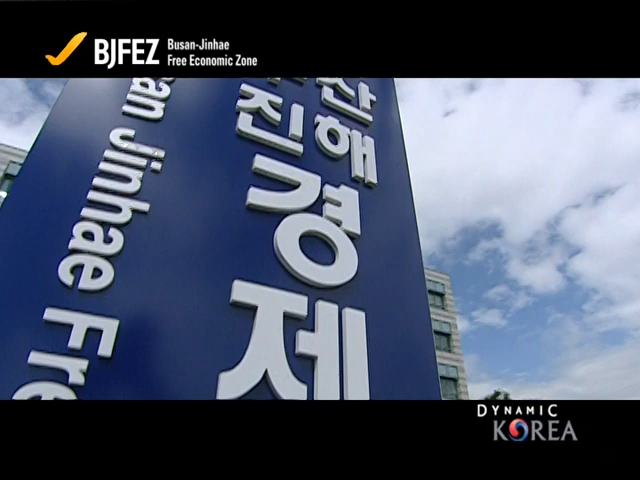 BJFEZ
Busan-Jinhae
Free Economic Zone
산
진해
경
제
an Jinhae Fre
DYNAMIC
KOREA